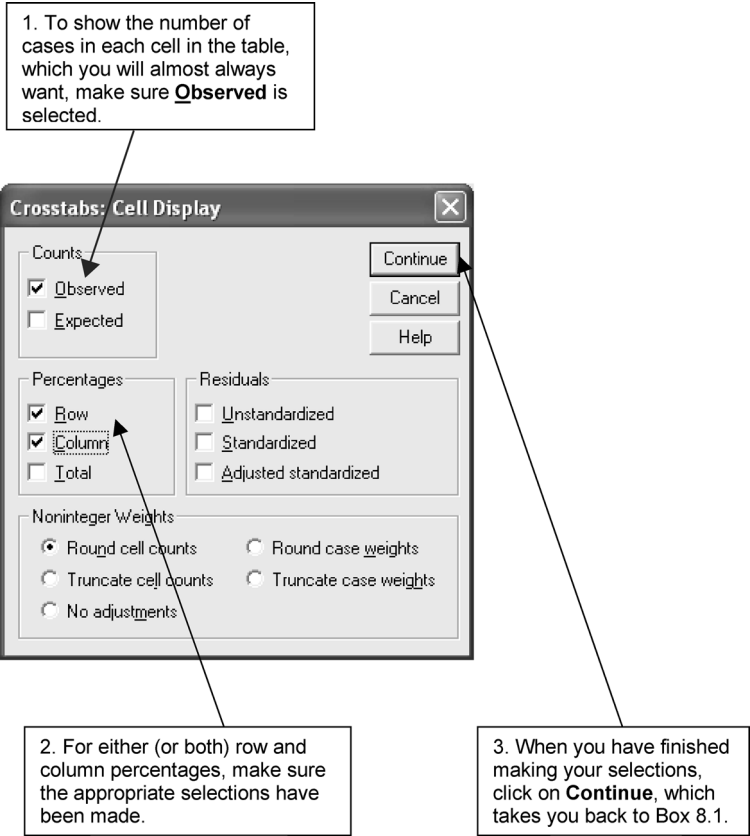 1. To show the number of
cases in each cell in the table,
which you will almost always
want, make sure Observed is
selected.
Crosstabs: Cell Display
Counts
Observed
Expected
Continue
Cancel
Help
Percentages
Row
Column
Total
Residuals
Unstandardized
Standardized
Adjusted standardized
Noninteger Weights
Round cell counts
Round case weights
Truncate cell counts
Truncate case weights
No adjustments
2. For either (or both) row and
column percentages, make sure
the appropriate selections have
been made.
3. When you have finished
making your selections,
click on Continue, which
takes you back to Box 8.1.